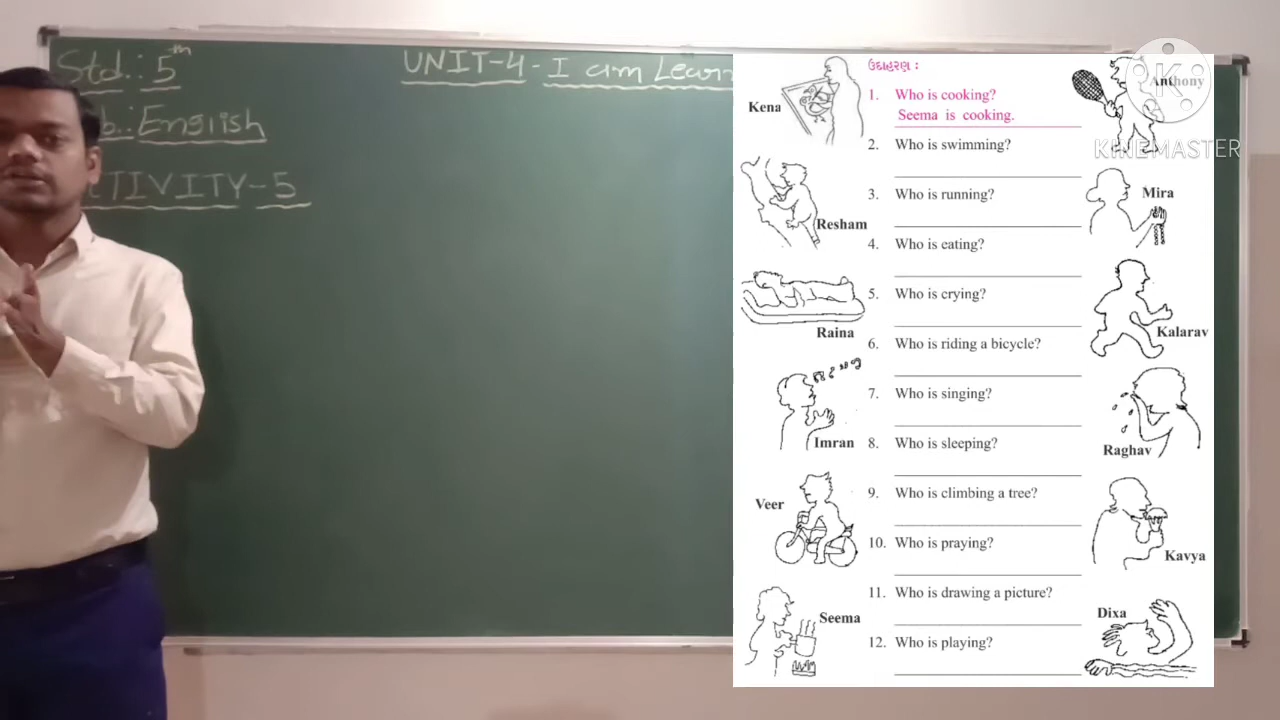 Std.: 5th
UNIT-4 - I am Learn
English
ACTIVITY-5
ઉદાહરણ :
Kena
1. Who is cooking?
Seema is cooking.
Anthony
KINEMASTER
2. Who is swimming?
3. Who is running?
Mira
Resham
4. Who is eating?
5. Who is crying?
Raina
Kalarav
6. Who is riding a bicycle?
7. Who is singing?
Imran
8. Who is sleeping?
Raghav
Veer
9. Who is climbing a tree?
10. Who is praying?
Kavya
11. Who is drawing a picture?
Seema
Dixa
12. Who is playing?